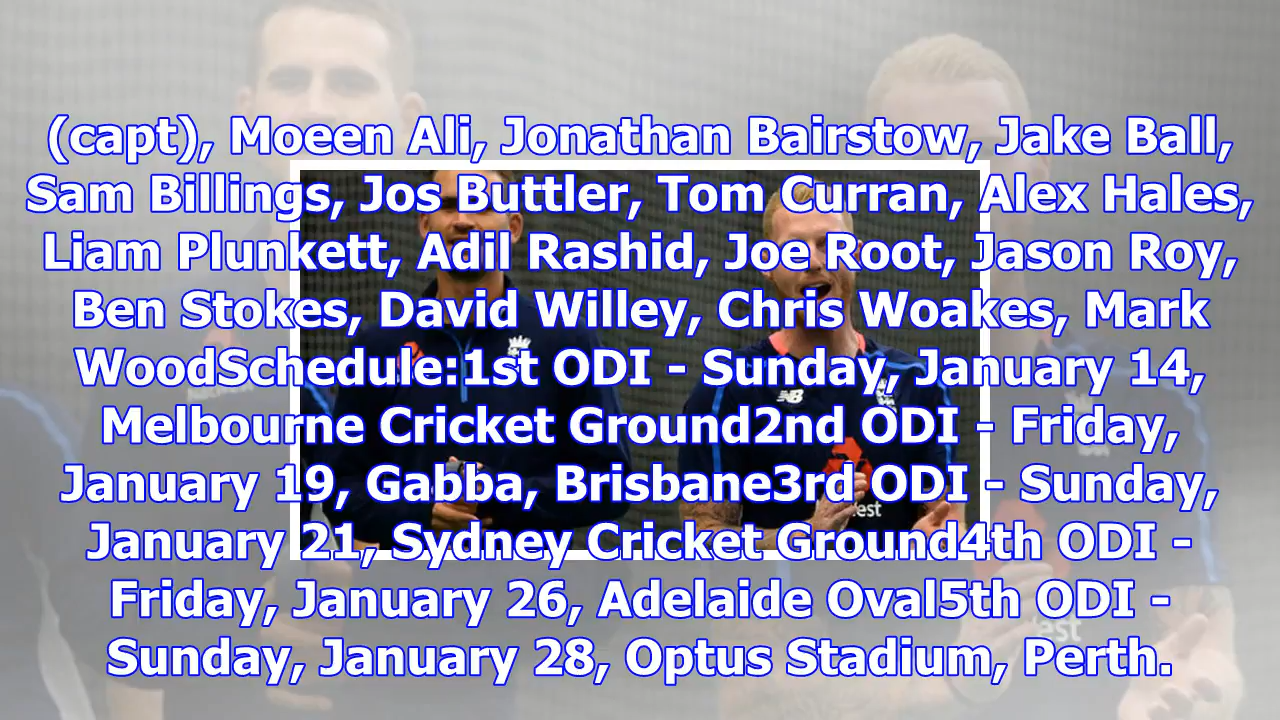 (capt), Moeen Ali, Jonathan Bairstow, Jake Ball,
Sam Billings, Jos Buttler, Tom Curran, Alex Hales,
Liam Plunkett, Adil Rashid, Joe Root, Jason Roy,
Ben Stokes, David Willey, Chris Woakes, Mark
WoodSchedule:1st ODI - Sunday, January 14,
Melbourne Cricket Ground2nd ODI - Friday,
January 19, Gabba, Brisbane3rd ODI - Sunday,
January 21, Sydney Cricket Ground4th ODI -
Friday, January 26, Adelaide Oval5th ODI -
Sunday, January 28, Optus Stadium, Perth.
NB